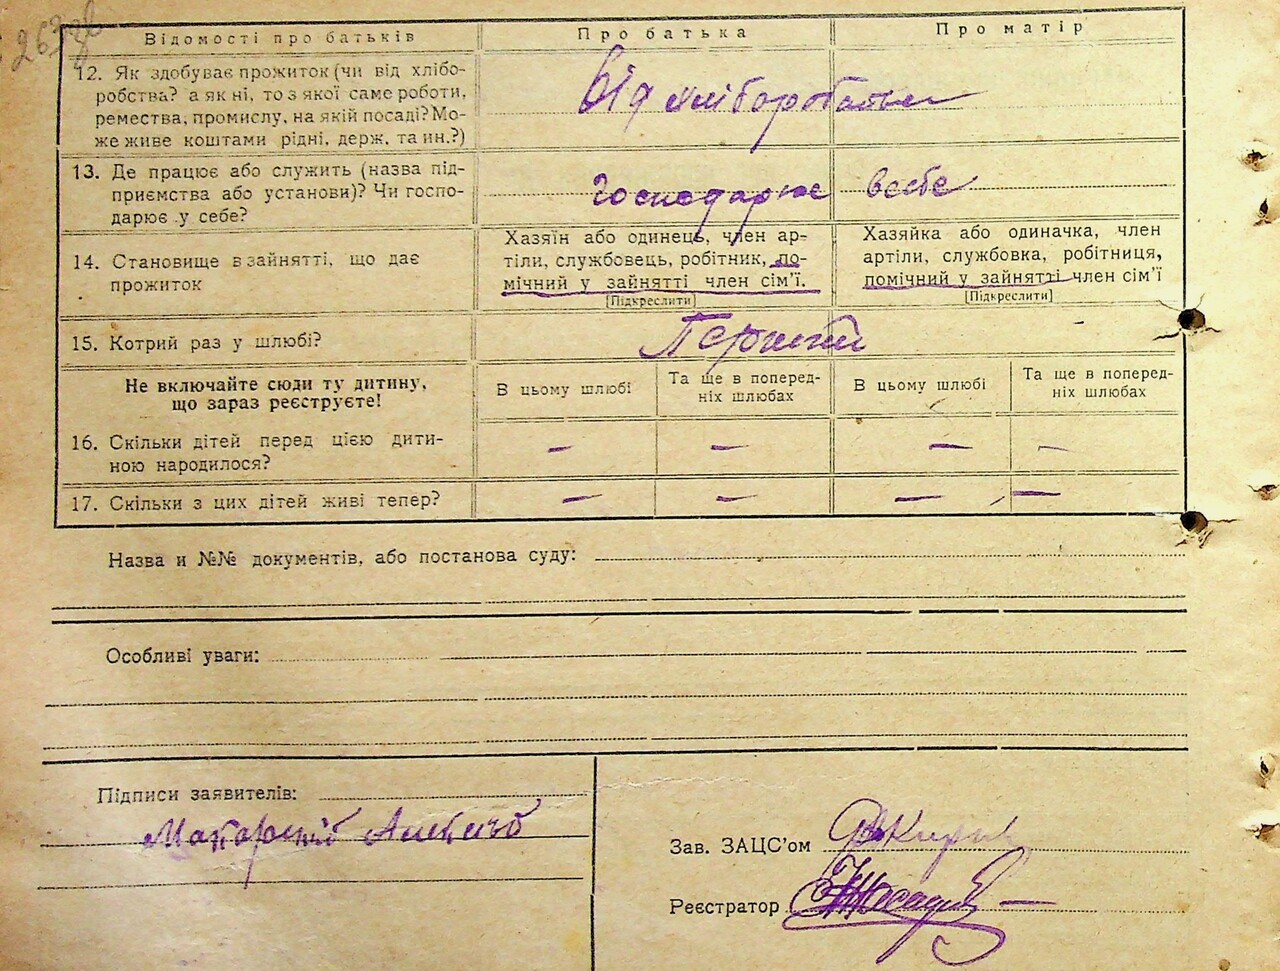 263зв
Відомості про батьків
Про батька
Про матір
12. Як здобуває прожиток (чи від хлібо-
робства? а як ні, то з якої саме роботи,
ремества, промислу, на якій посаді? Мо-
же живе коштами рідні, держ. та ин.?)
Від хліборобства
13. Де працює або служить (назва під-
приємства або установи)? Чи госпо-
дарює у себе?
Господарює всебе
14. Становище в зайнятті, що дає
прожиток
Хазяїн або одинець, член ар-
тіли, службовець, робітник, по-
мічний у зайнятті член сім'ї.
[Підкреслити]
Хазяйка або одиначка, член
артіли, службовка, робітниця,
помічний у зайнятті член сім'ї
[Підкреслити]
15. Котрий раз у шлюбі?
Перший
Не включайте сюди ту дитину,
що зараз реєструєте!
В цьому шлюбі
Та ще в поперед-
ніх шлюбах
В цьому шлюбі
Та ще в поперед-
ніх шлюбах
16. Скільки дітей перед цією дити-
ною народилося?
— — — —
17. Скільки з цих дітей живі тепер?
— — — —
Назва и №№ документів, або постанова суду:
Особливі уваги:
Підписи заявителів:
Зав. ЗАЦС'ом
Реєстратор